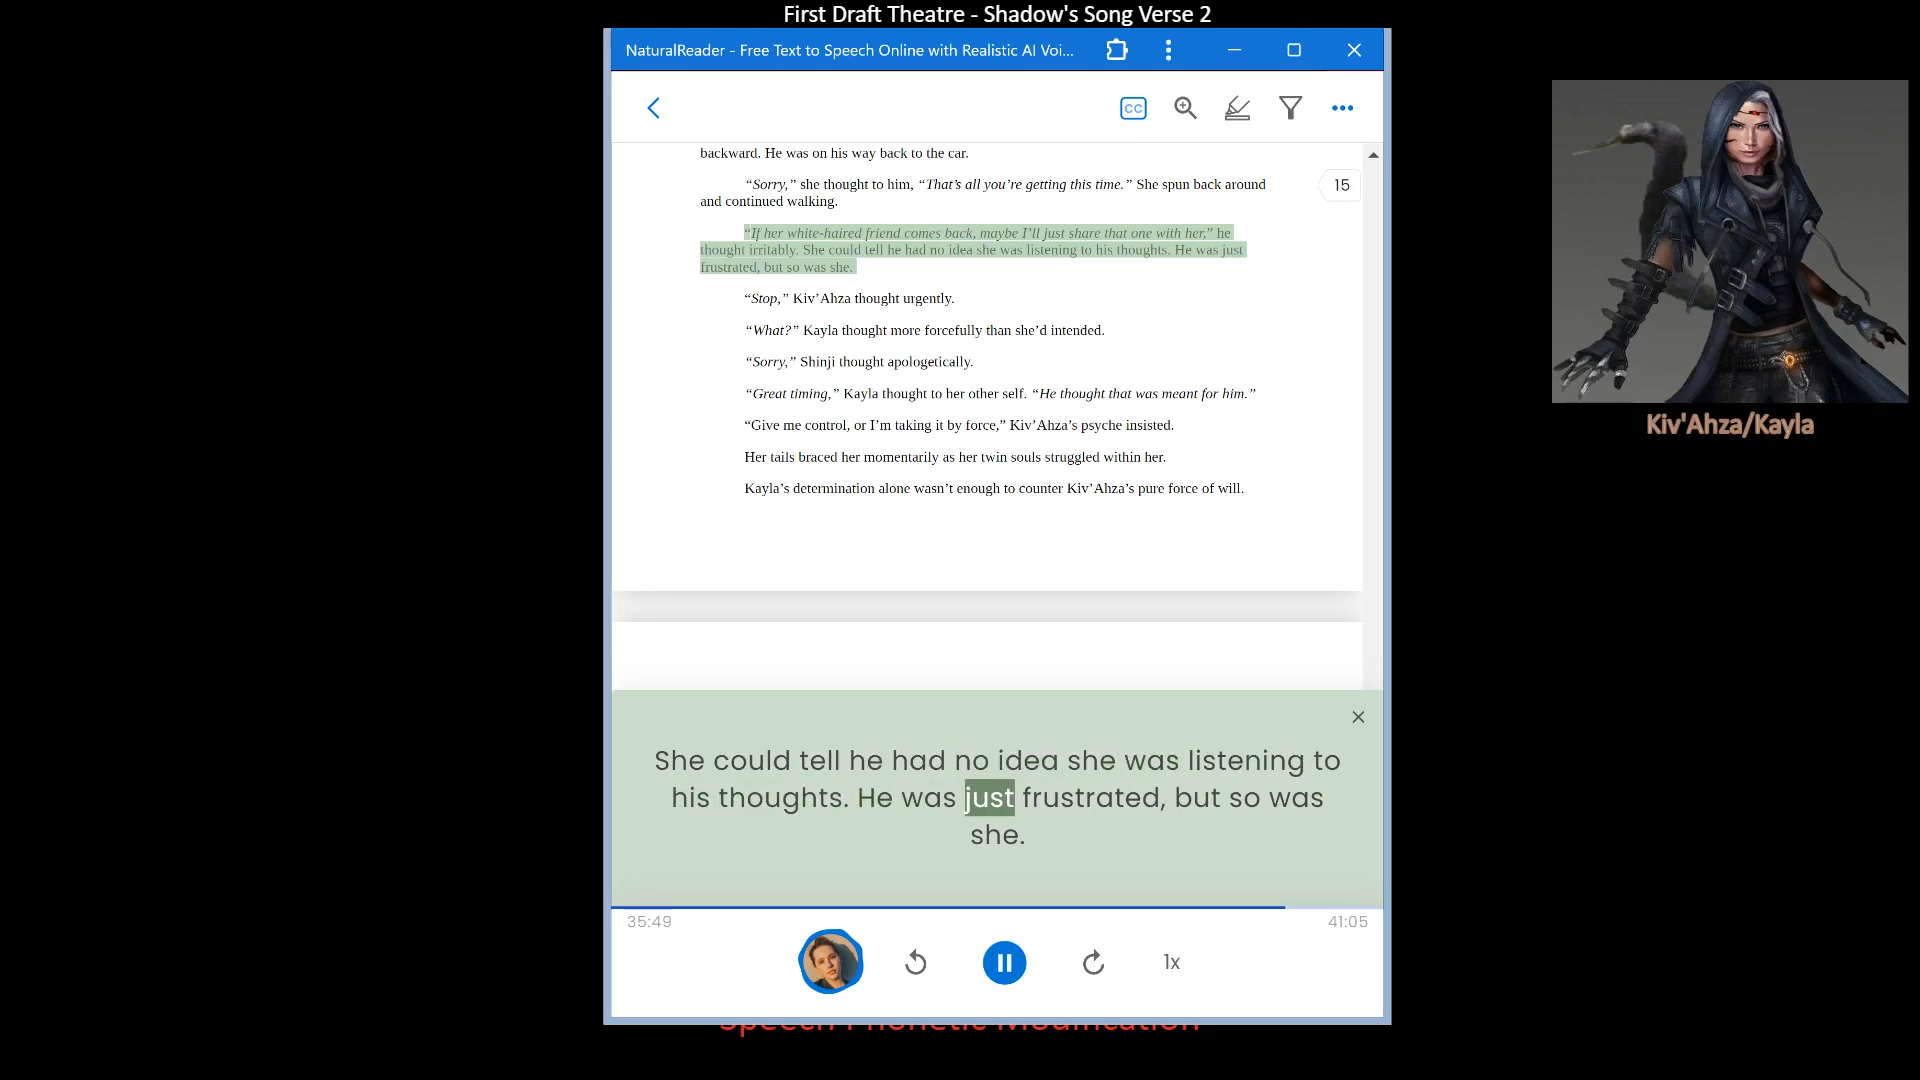 First Draft Theatre - Shadow's Song Verse 2
NaturalReader - Free Text to Speech Online with Realistic AI Voi...
CC
backward. He was on his way back to the car.
“Sorry,” she thought to him, “That’s all you’re getting this time.” She spun back around
and continued walking.
15
“If her white-haired friend comes back, maybe I’ll just share that one with her,” he
thought irritably. She could tell he had no idea she was listening to his thoughts. He was just
frustrated, but so was she.
“Stop,” Kiv’Ahza thought urgently.
“What?” Kayla thought more forcefully than she’d intended.
“Sorry,” Shinji thought apologetically.
“Great timing,” Kayla thought to her other self. “He thought that was meant for him.”
“Give me control, or I’m taking it by force,” Kiv’Ahza’s psyche insisted.
Her tails braced her momentarily as her twin souls struggled within her.
Kayla’s determination alone wasn’t enough to counter Kiv’Ahza’s pure force of will.
Kiv'Ahza/Kayla
She could tell he had no idea she was listening to
his thoughts. He was just frustrated, but so was
she.
35:49
41:05
1x
Speech Phonetic Modification